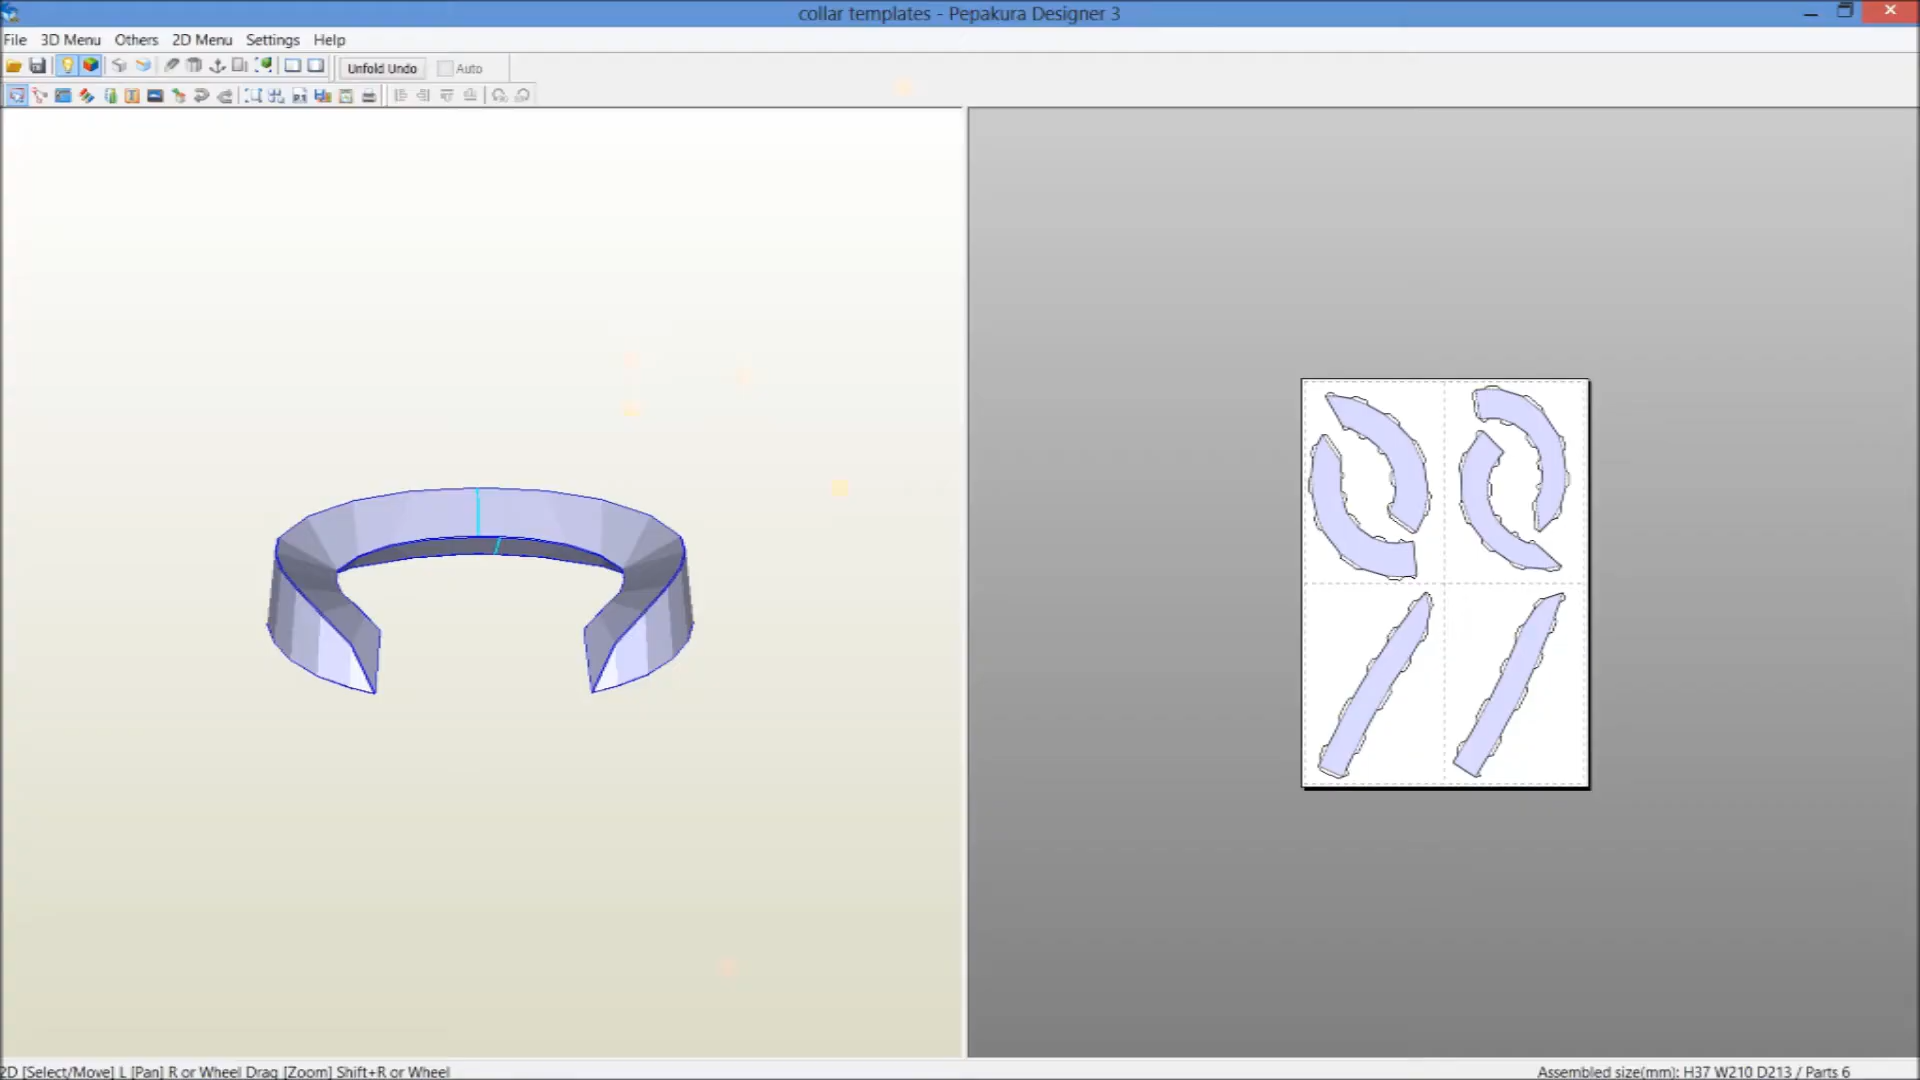 collar templates - Pepakura Designer 3
File 3D Menu Others 2D Menu Settings Help
Unfold Undo Auto
2D [Select/Move] L [Pan] R or Wheel Drag [Zoom] Shift+R or Wheel
Assembled size(mm): H37 W210 D213 / Parts 6